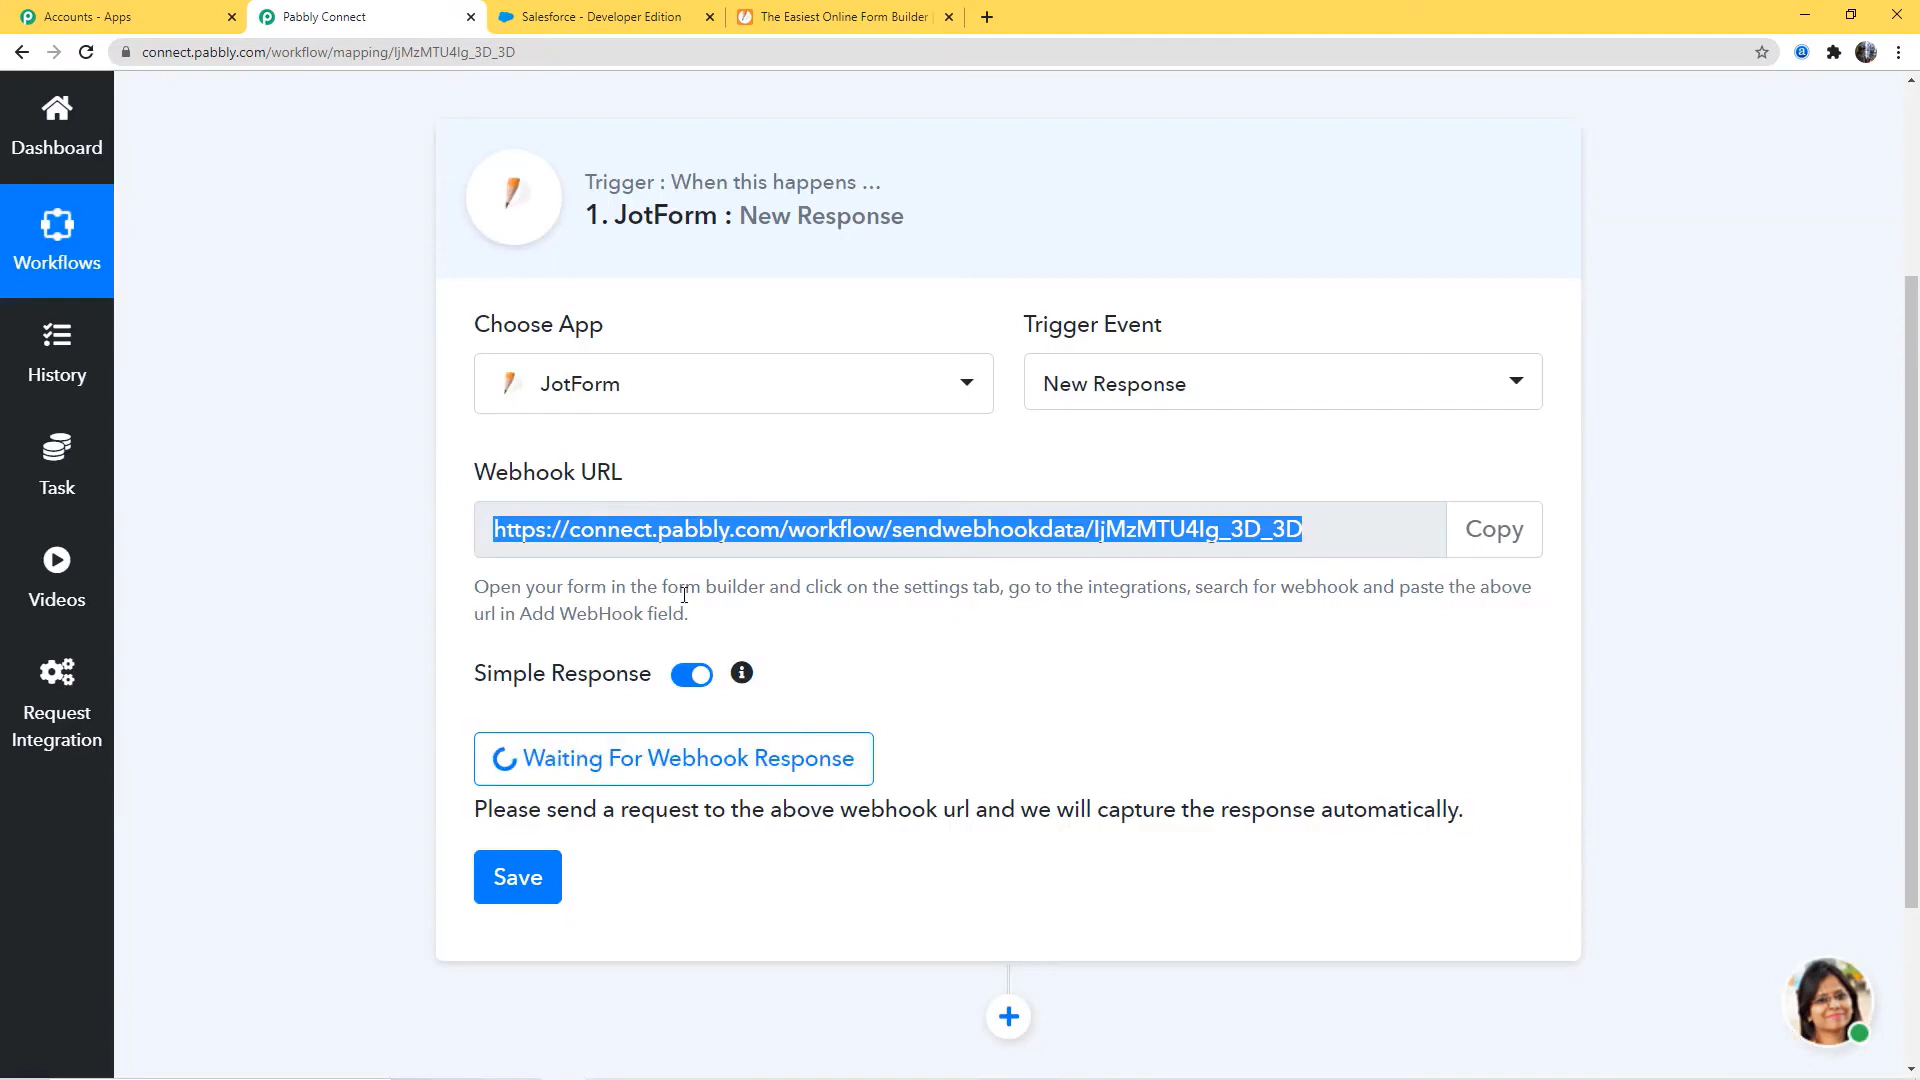 Accounts - Apps
Pabbly Connect
Salesforce - Developer Edition
The Easiest Online Form Builder
connect.pabbly.com/workflow/mapping/IjMzMTU4Ig_3D_3D
Dashboard
Workflows
History
Task
Videos
Request
Integration
Trigger : When this happens ...
1. JotForm : New Response
Choose App
Trigger Event
JotForm
New Response
Webhook URL
https://connect.pabbly.com/workflow/sendwebhookdata/IjMzMTU4Ig_3D_3D
Copy
Open your form in the form builder and click on the settings tab, go to the integrations, search for webhook and paste the above
url in Add WebHook field.
Simple Response
Waiting For Webhook Response
Please send a request to the above webhook url and we will capture the response automatically.
Save